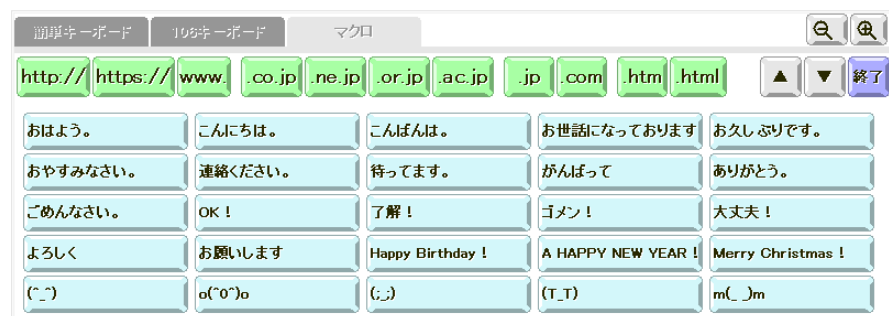 簡単キーボード 106キーボード マクロ
http:// https:// www. .co.jp .ne.jp .or.jp .ac.jp .jp .com .htm .html ▲ ▼ 終了
おはよう。 こんにちは。 こんばんは。 お世話になっております お久しぶりです。
おやすみなさい。 連絡ください。 待ってます。 がんばって ありがとう。
ごめんなさい。 OK! 了解! ゴメン! 大丈夫!
よろしく お願いします Happy Birthday! A HAPPY NEW YEAR! Merry Christmas!
(^_^) o(^0^)o (;_;) (T_T) m(_ _)m